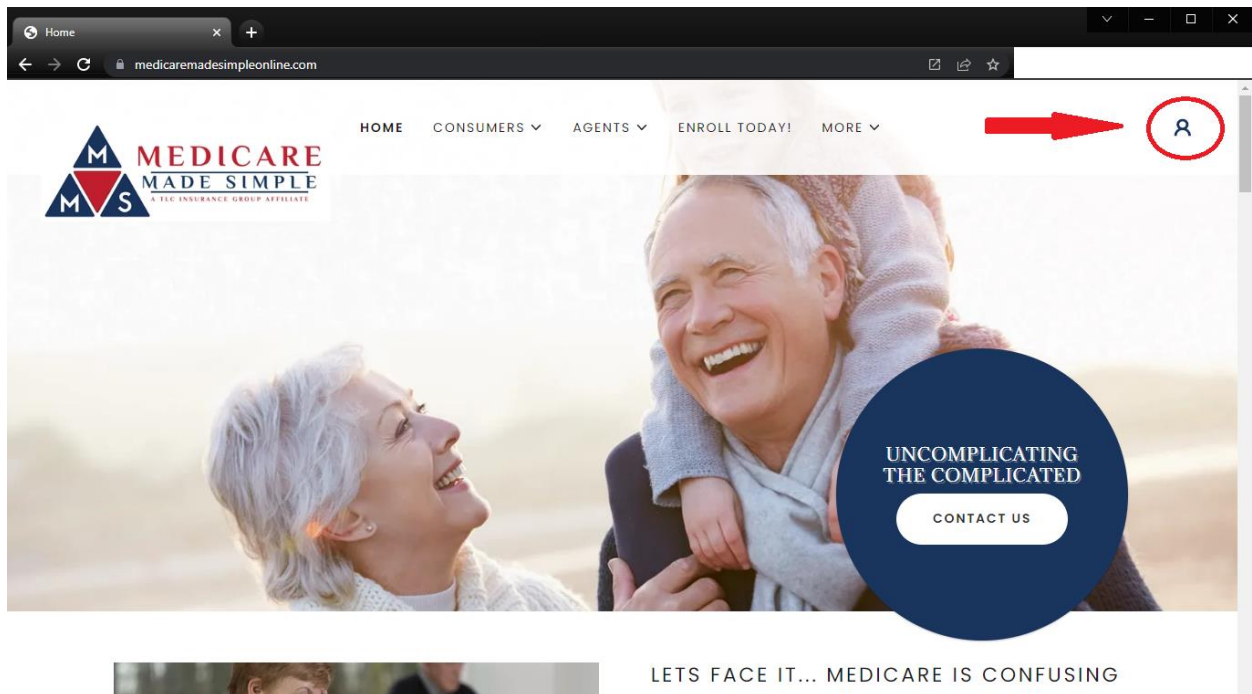 Home
medicaremadesimpleonline.com
HOME CONSUMERS AGENTS ENROLL TODAY! MORE
M
M S
MEDICARE
MADE SIMPLE
A TLC INSURANCE GROUP AFFILIATE
UNCOMPLICATING
THE COMPLICATED
CONTACT US
LETS FACE IT... MEDICARE IS CONFUSING